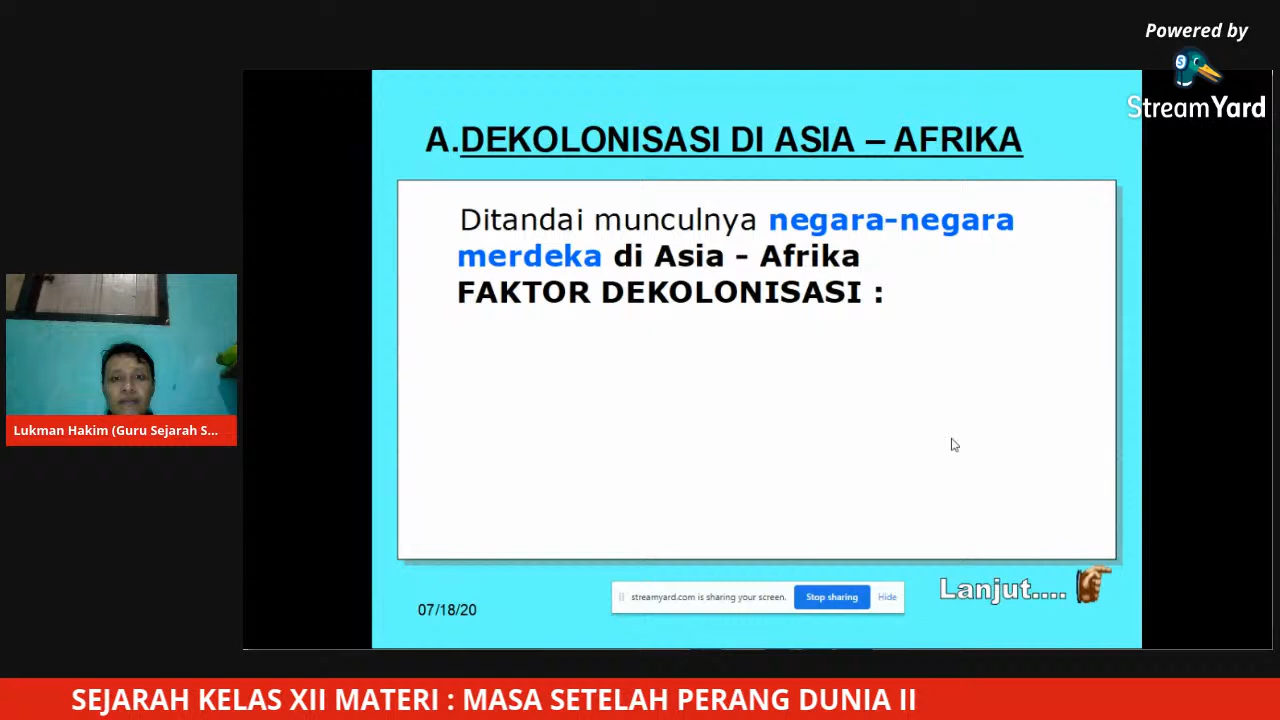 Powered by
StreamYard
A.DEKOLONISASI DI ASIA – AFRIKA
Ditandai munculnya negara-negara
merdeka di Asia - Afrika
FAKTOR DEKOLONISASI :
Lukman Hakim (Guru Sejarah S...
streamyard.com is sharing your screen.
Stop sharing
Hide
Lanjut....
07/18/20
SEJARAH KELAS XII MATERI : MASA SETELAH PERANG DUNIA II